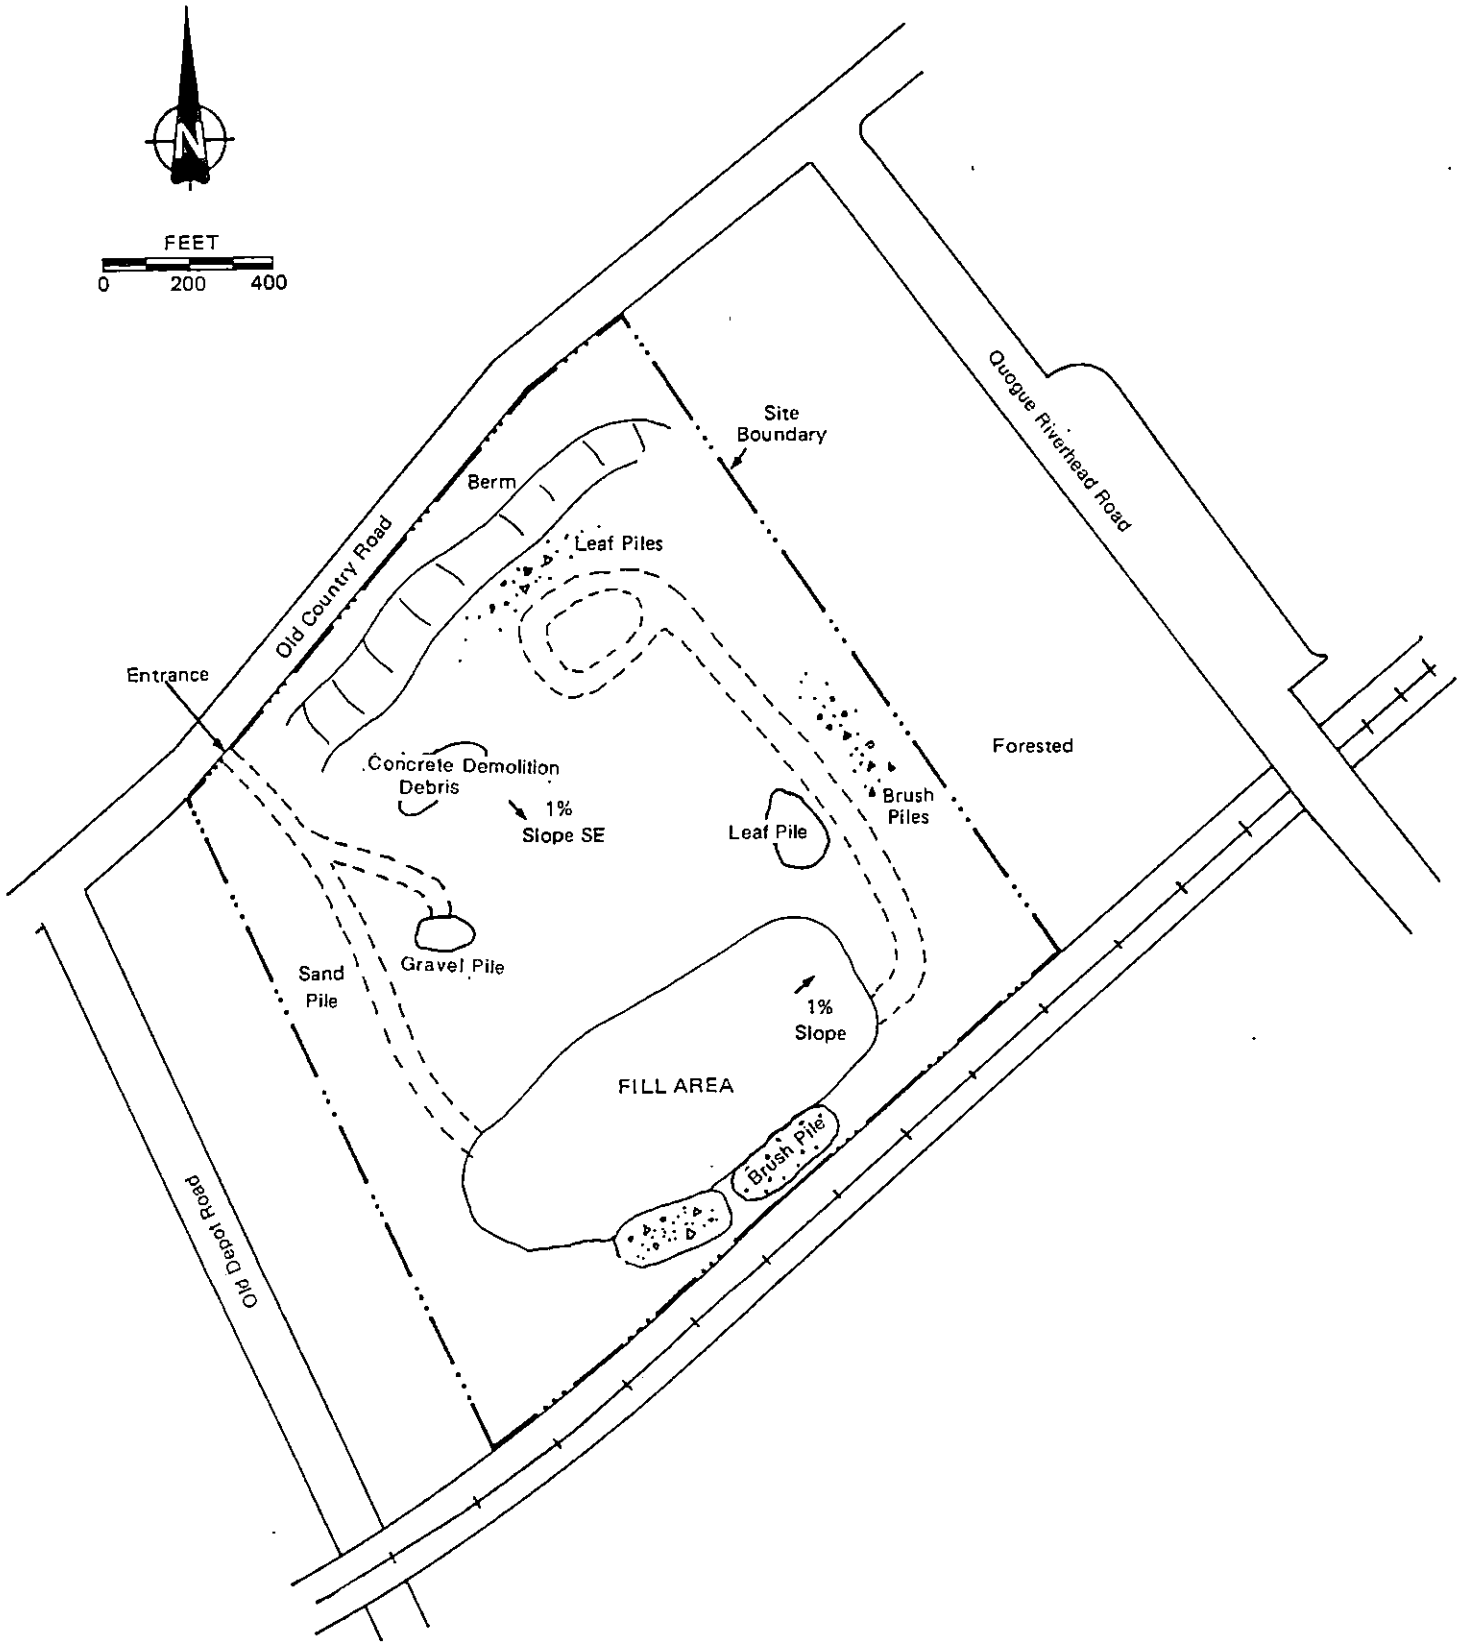 N
FEET
0 200 400
Quogue Riverhead Road
Site
Boundary
Berm
Old Country Road
Leaf Piles
Entrance
Forested
Concrete Demolition
Debris
1%
Slope SE
Brush
Piles
Leaf Pile
Gravel Pile
Sand
Pile
1%
Slope
FILL AREA
Brush Pile
Old Depot Road